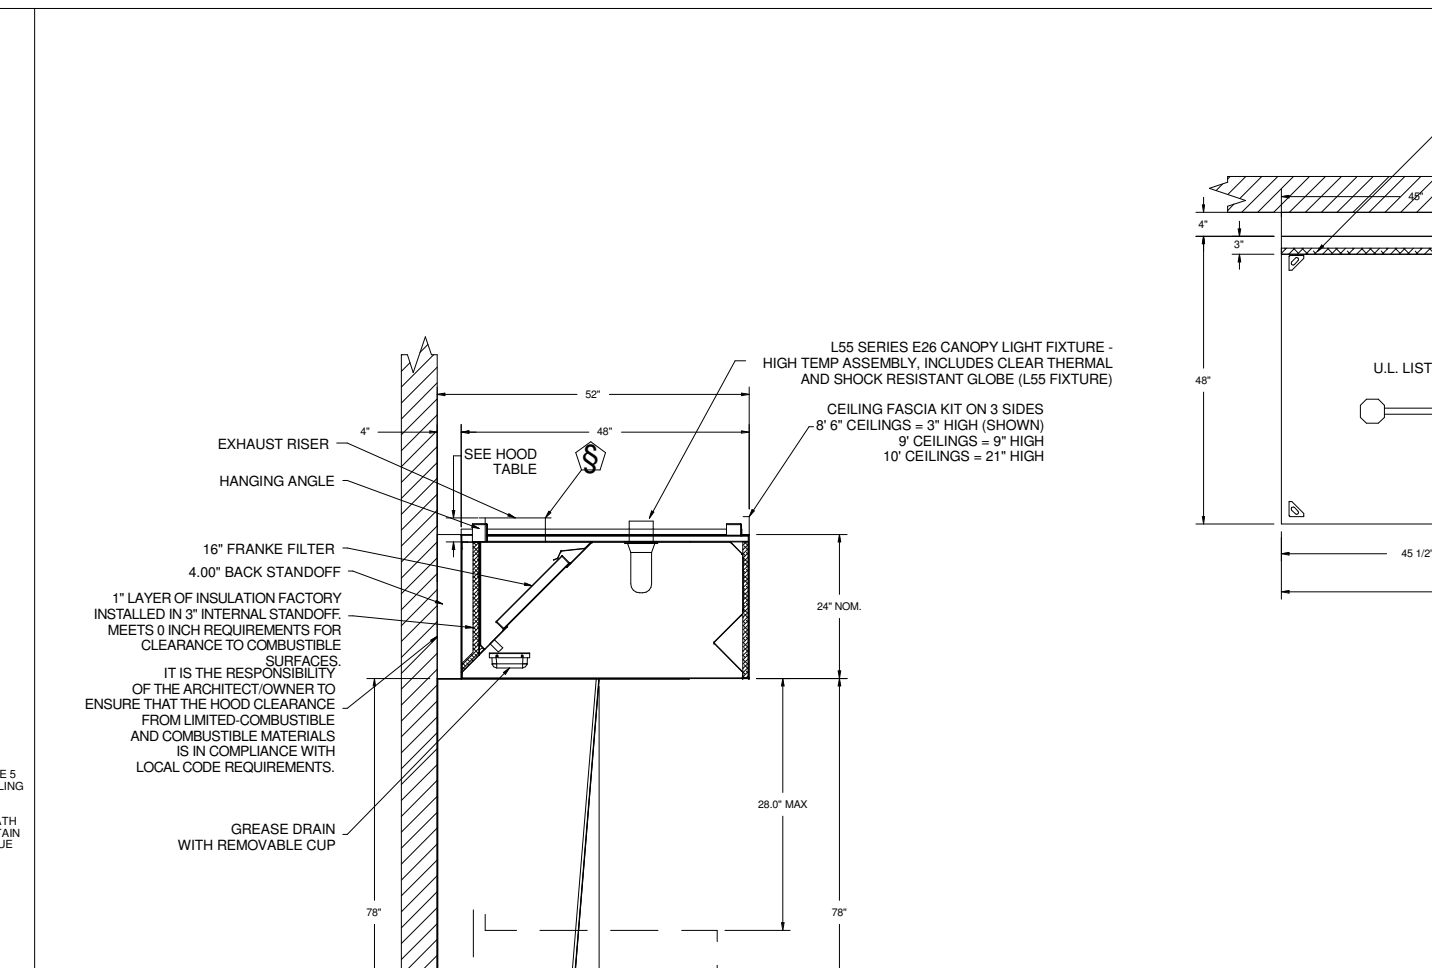 L55 SERIES E26 CANOPY LIGHT FIXTURE -
HIGH TEMP ASSEMBLY, INCLUDES CLEAR THERMAL
AND SHOCK RESISTANT GLOBE (L55 FIXTURE)
CEILING FASCIA KIT ON 3 SIDES
8' 6" CEILINGS = 3" HIGH (SHOWN)
9' CEILINGS = 9" HIGH
10' CEILINGS = 21" HIGH
52"
4"
48"
SEE HOOD
TABLE
§
EXHAUST RISER
HANGING ANGLE
16" FRANKE FILTER
4.00" BACK STANDOFF
1" LAYER OF INSULATION FACTORY
INSTALLED IN 3" INTERNAL STANDOFF.
MEETS 0 INCH REQUIREMENTS FOR
CLEARANCE TO COMBUSTIBLE
SURFACES.
IT IS THE RESPONSIBILITY
OF THE ARCHITECT/OWNER TO
ENSURE THAT THE HOOD CLEARANCE
FROM LIMITED-COMBUSTIBLE
AND COMBUSTIBLE MATERIALS
IS IN COMPLIANCE WITH
LOCAL CODE REQUIREMENTS.
GREASE DRAIN
WITH REMOVABLE CUP
24" NOM.
28.0" MAX
78"
78"
45"
4"
3"
48"
U.L. LIST
45 1/2"
E 5
LING
ATH
TAIN
UE